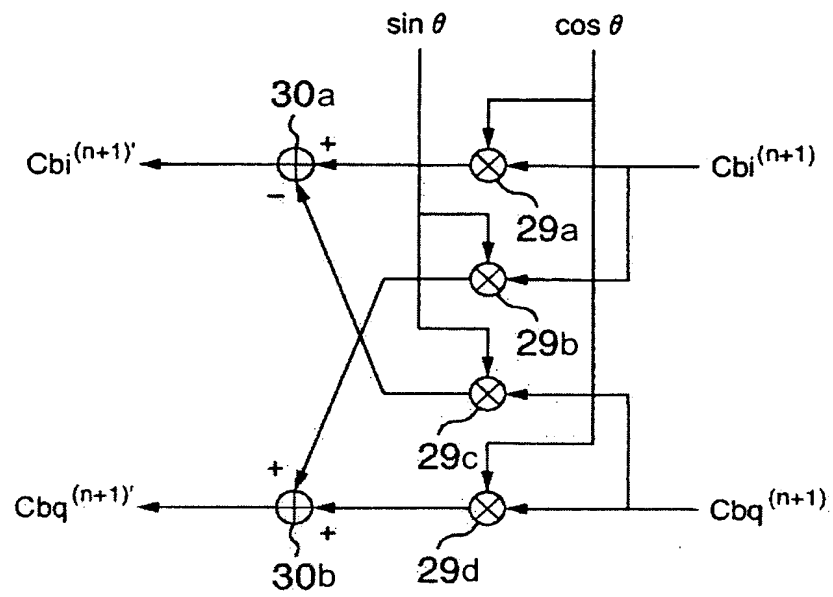 sin θ
cos θ
30a
+
Cbi(n+1)'
Cbi(n+1)
−
29a
29b
29c
+
Cbq(n+1)'
Cbq(n+1)
+
30b
29d